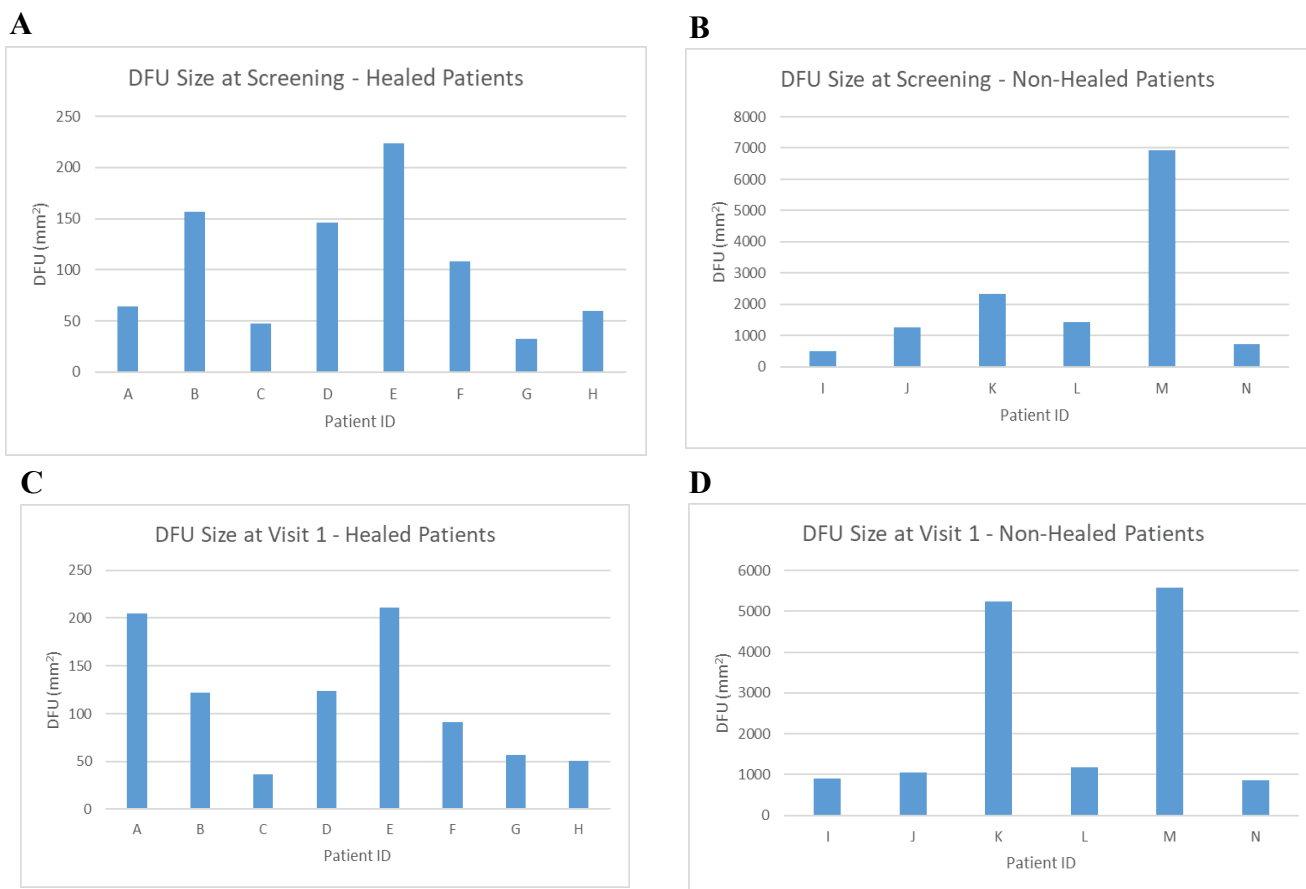 A
DFU Size at Screening - Healed Patients
250
200
150
100
50
0
DFU (mm²)
A B C D E F G H
Patient ID
B
DFU Size at Screening - Non-Healed Patients
8000
7000
6000
5000
4000
3000
2000
1000
0
DFU (mm²)
I J K L M N
Patient ID
C
DFU Size at Visit 1 - Healed Patients
250
200
150
100
50
0
DFU (mm²)
A B C D E F G H
Patient ID
D
DFU Size at Visit 1 - Non-Healed Patients
6000
5000
4000
3000
2000
1000
0
DFU (mm²)
I J K L M N
Patient ID